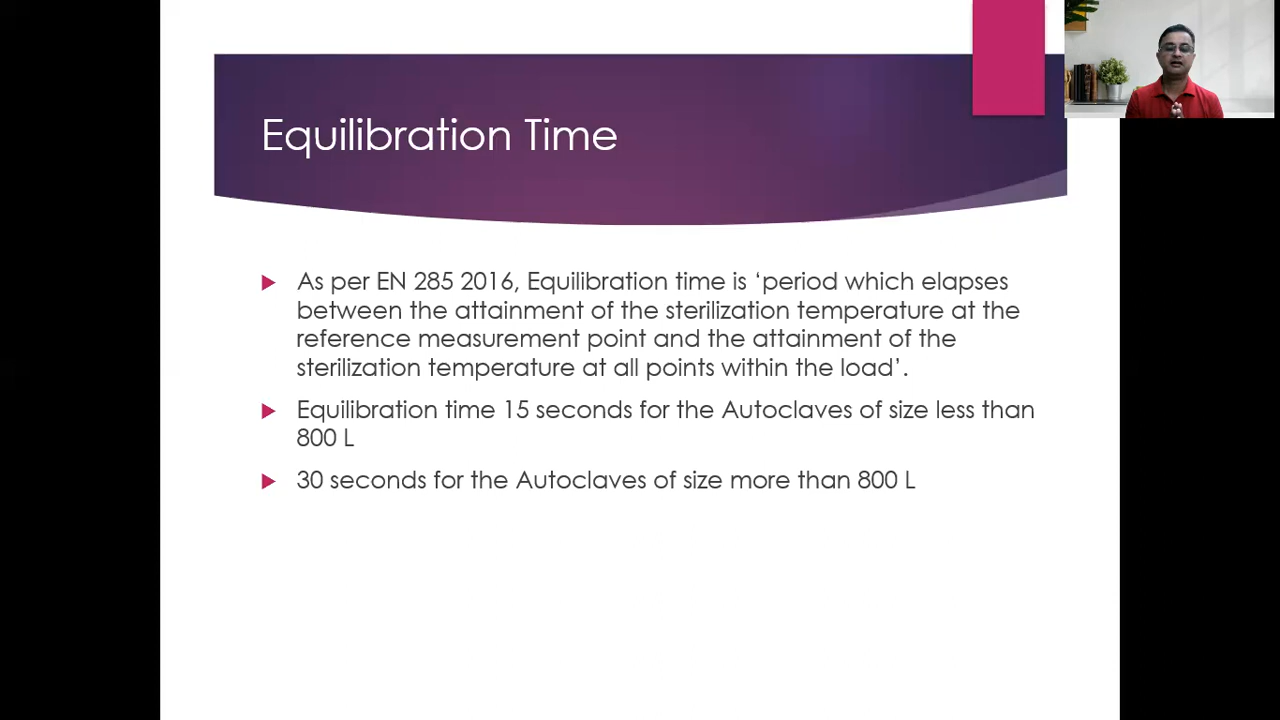 Equilibration Time
As per EN 285 2016, Equilibration time is ‘period which elapses
between the attainment of the sterilization temperature at the
reference measurement point and the attainment of the
sterilization temperature at all points within the load’.
Equilibration time 15 seconds for the Autoclaves of size less than
800 L
30 seconds for the Autoclaves of size more than 800 L